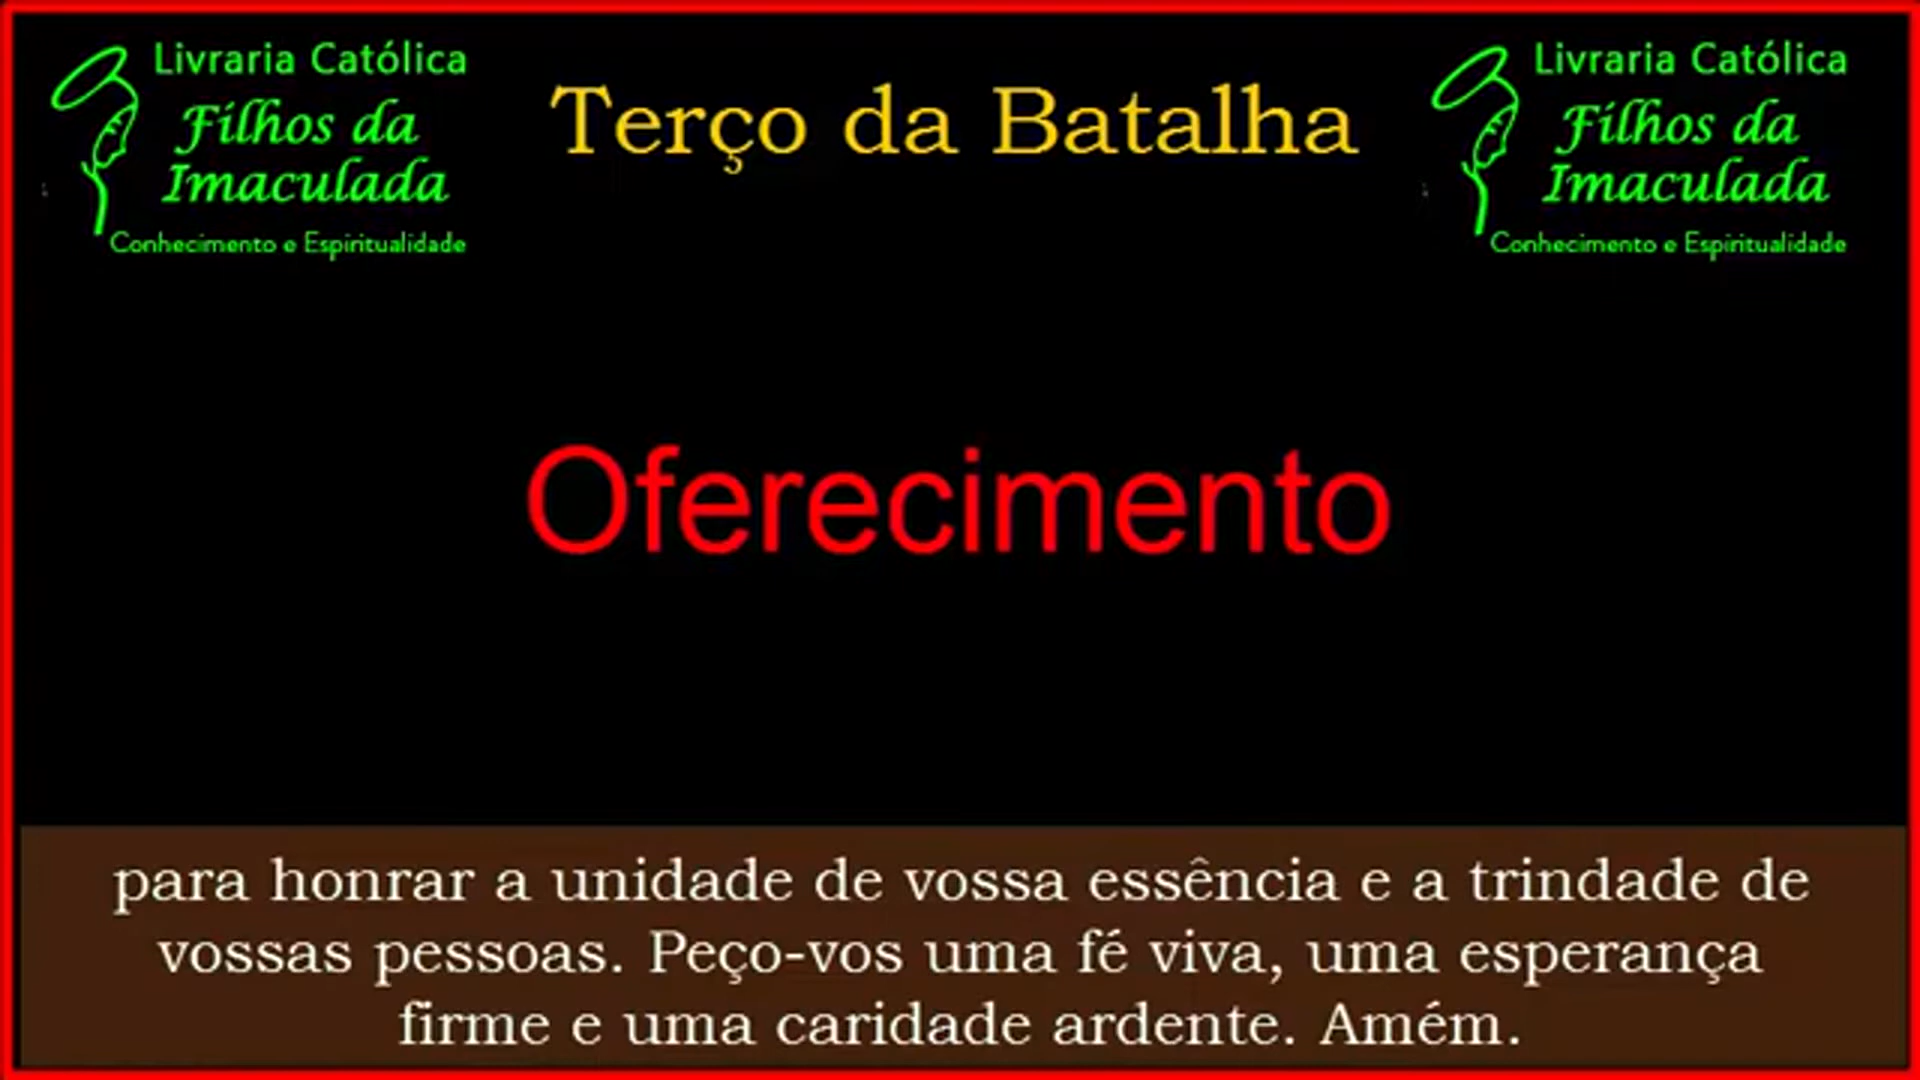 Livraria Católica
Filhos da
Imaculada
Conhecimento e Espiritualidade
Terço da Batalha
Livraria Católica
Filhos da
Imaculada
Conhecimento e Espiritualidade
Oferecimento
para honrar a unidade de vossa essência e a trindade de
vossas pessoas. Peço-vos uma fé viva, uma esperança
firme e uma caridade ardente. Amém.